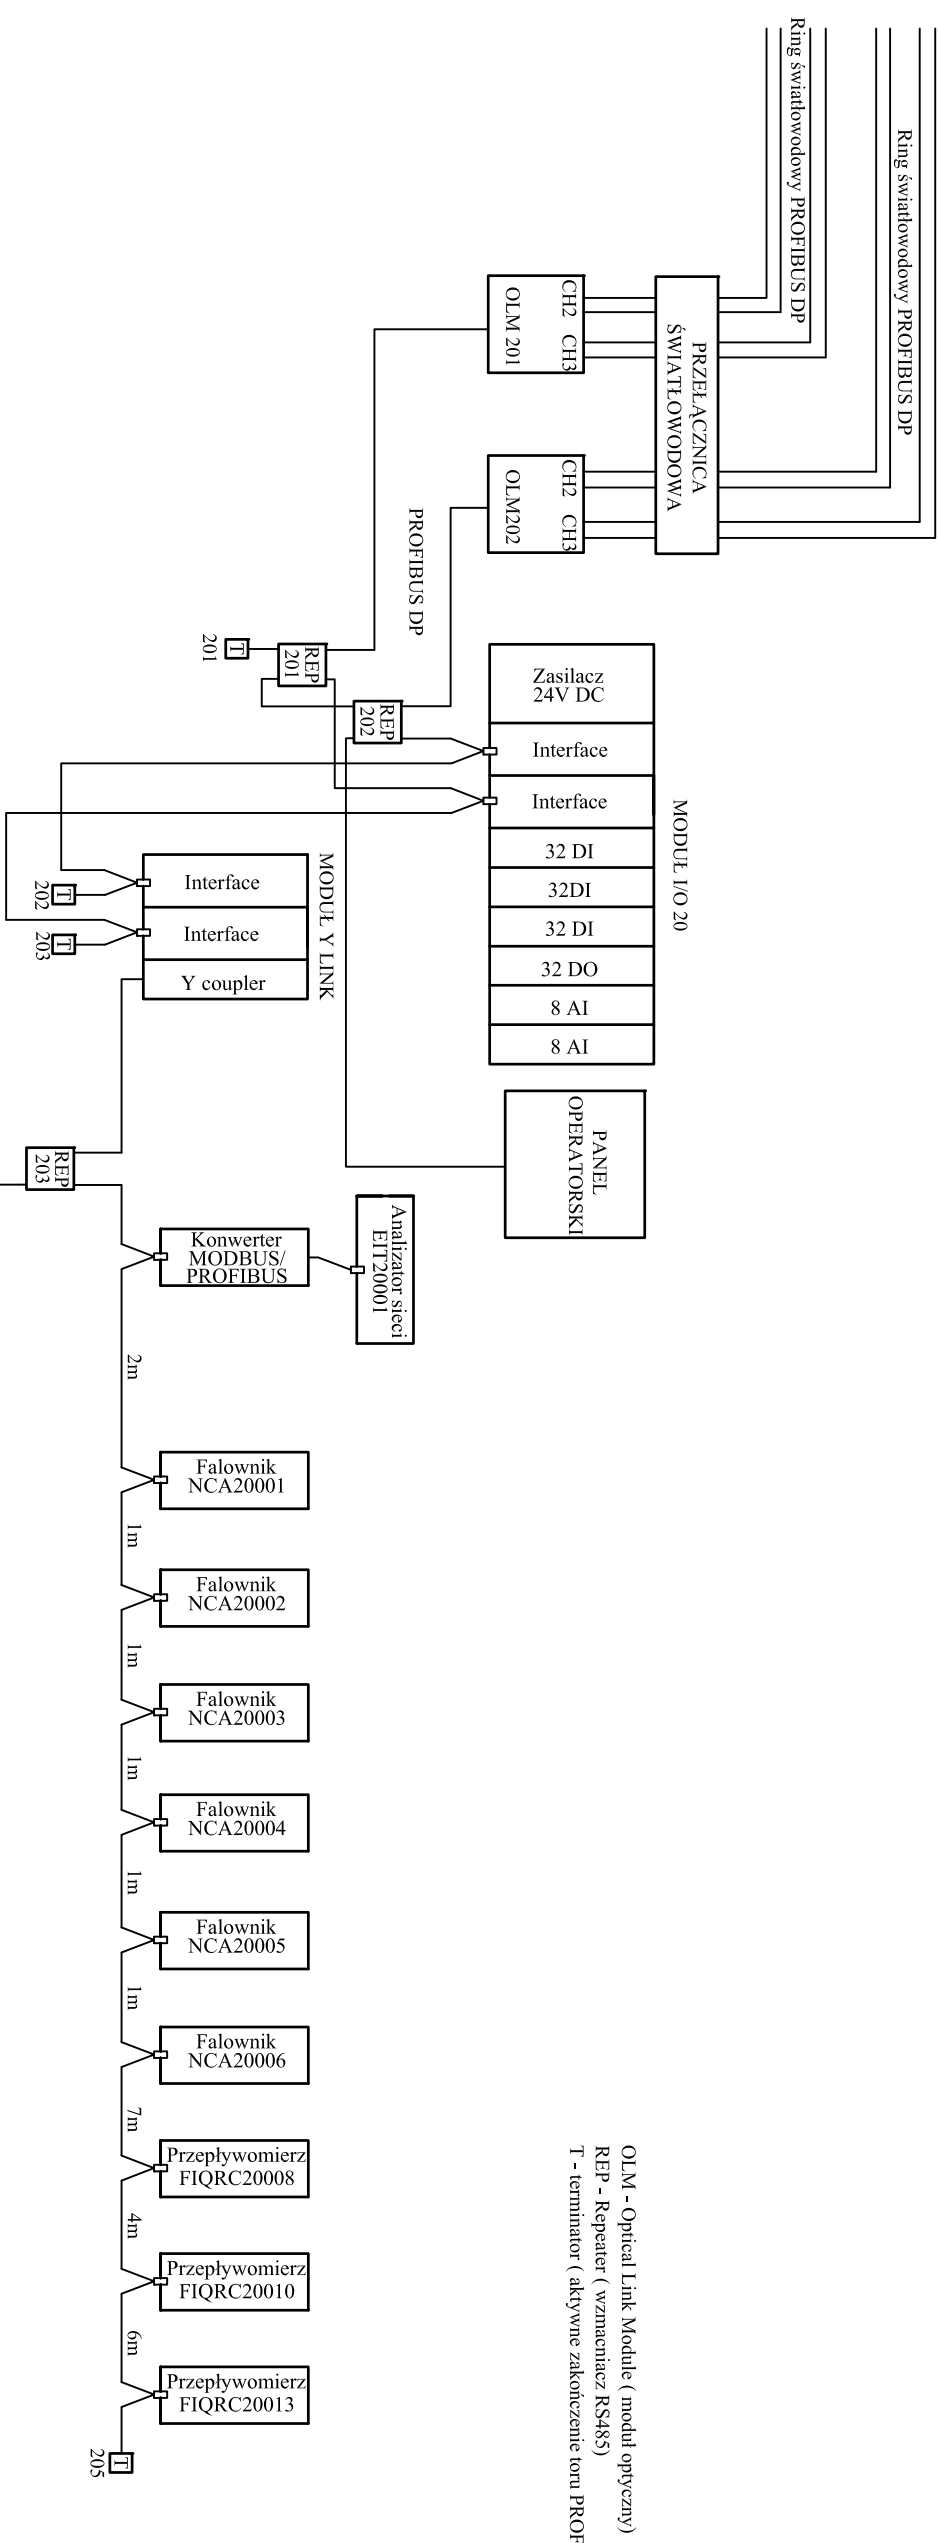 Ring światłowodowy PROFIBUS DP
Ring światłowodowy PROFIBUS DP
PRZEŁĄCZNICA
ŚWIATŁOWODOWA
CH2
CH3
OLM 201
CH2
CH3
OLM202
PROFIBUS DP
T
201
REP
201
REP
202
MODUŁ I/O 20
Zasilacz
24V DC
Interface
Interface
32 DI
32DI
32 DI
32 DO
8 AI
8 AI
MODUŁ Y LINK
Interface
Interface
Y coupler
T
202
T
203
PANEL
OPERATORSKI
REP
203
Analizator sieci
EIT20001
Konwerter
MODBUS/
PROFIBUS
2m
Falownik
NCA20001
1m
Falownik
NCA20002
1m
Falownik
NCA20003
1m
Falownik
NCA20004
1m
Falownik
NCA20005
1m
Falownik
NCA20006
7m
Przepływomierz
FIQRC20008
4m
Przepływomierz
FIQRC20010
6m
Przepływomierz
FIQRC20013
T
205
OLM - Optical Link Module ( moduł optyczny)
REP - Repeater ( wzmacniacz RS485)
T - terminator ( aktywne zakończenie toru PROF